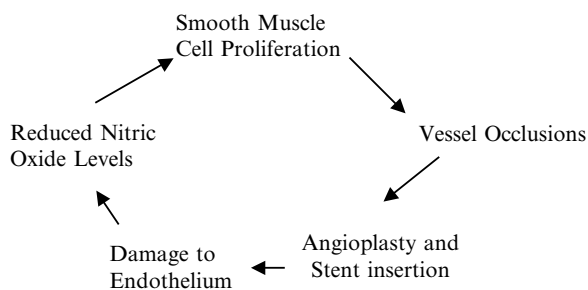 Smooth Muscle
Cell Proliferation
Vessel Occlusions
Angioplasty and
Stent insertion
Damage to
Endothelium
Reduced Nitric
Oxide Levels